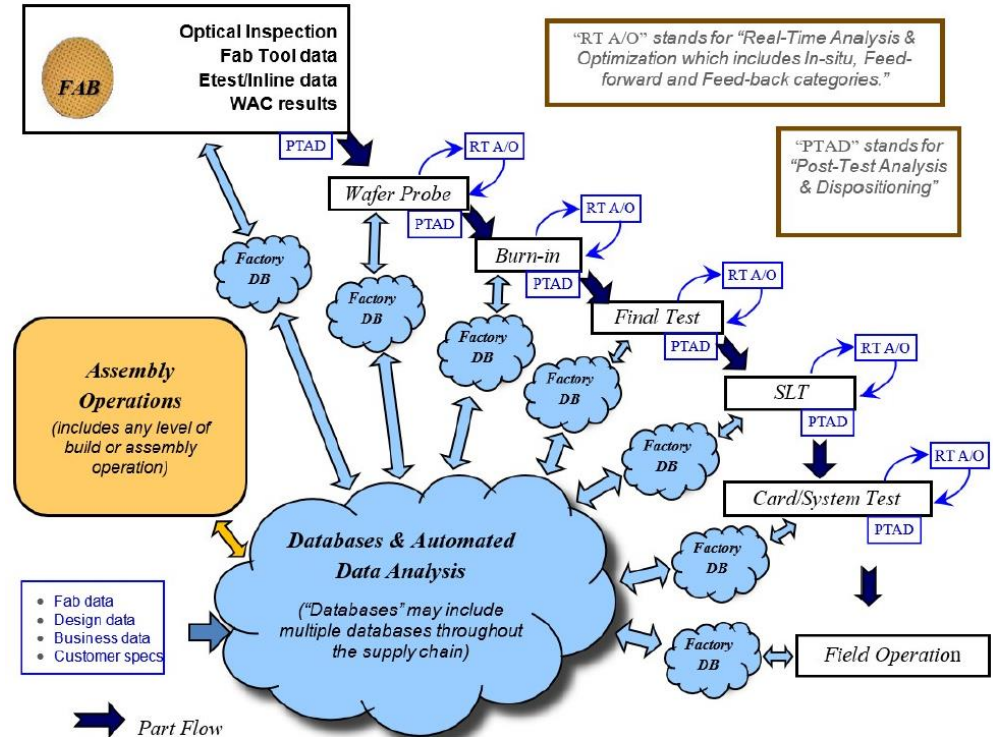 FAB
Optical Inspection
Fab Tool data
Etest/Inline data
WAC results
PTAD
“RT A/O” stands for “Real-Time Analysis &
Optimization which includes In-situ, Feed-
forward and Feed-back categories.”
“PTAD” stands for
“Post-Test Analysis
& Dispositioning”
RT A/O
Wafer Probe
PTAD
RT A/O
Burn-in
PTAD
RT A/O
Final Test
PTAD
RT A/O
SLT
PTAD
RT A/O
Card/System Test
PTAD
Field Operation
Factory
DB
Factory
DB
Factory
DB
Factory
DB
Factory
DB
Factory
DB
Factory
DB
Assembly
Operations
(includes any level of
build or assembly
operation)
Databases & Automated
Data Analysis
(“Databases” may include
multiple databases throughout
the supply chain)
• Fab data
• Design data
• Business data
• Customer specs
Part Flow